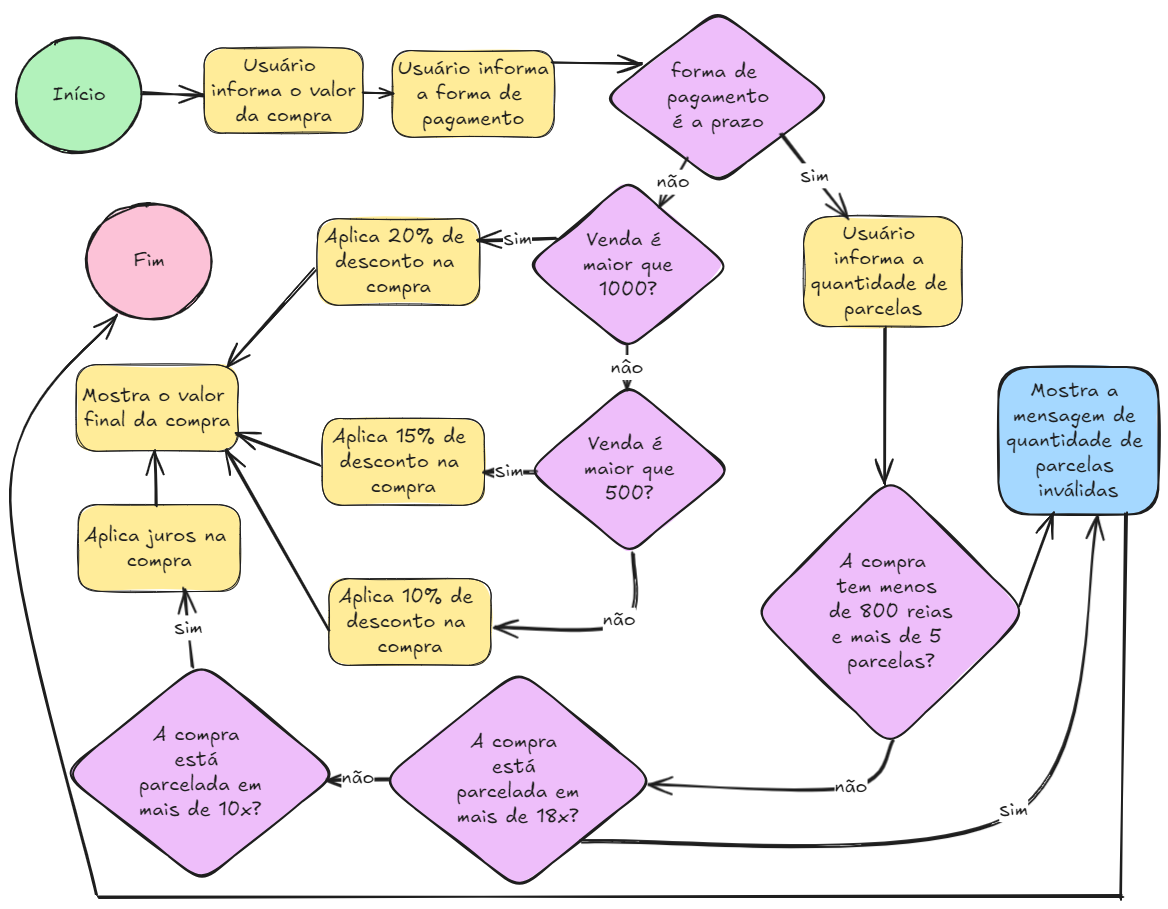 Início
Usuário
informa o valor
da compra
Usuário informa
a forma de
pagamento
forma de
pagamento
é a prazo
não
Sim
Fim
Aplica 20% de
desconto na
compra
Sim
Venda é
maior que
1000?
Usuário
informa a
quantidade de
parcelas
não
Mostra o valor
final da compra
Aplica 15% de
desconto na
compra
Sim
Venda é
maior que
500?
Mostra a
mensagem de
quantidade de
parcelas
inválidas
Aplica juros na
compra
Aplica 10% de
desconto na
compra
não
A compra
tem menos
de 800 reias
e mais de 5
parcelas?
Sim
A compra
está
parcelada em
mais de 10x?
não
A compra
está
parcelada em
mais de 18x?
não
Sim